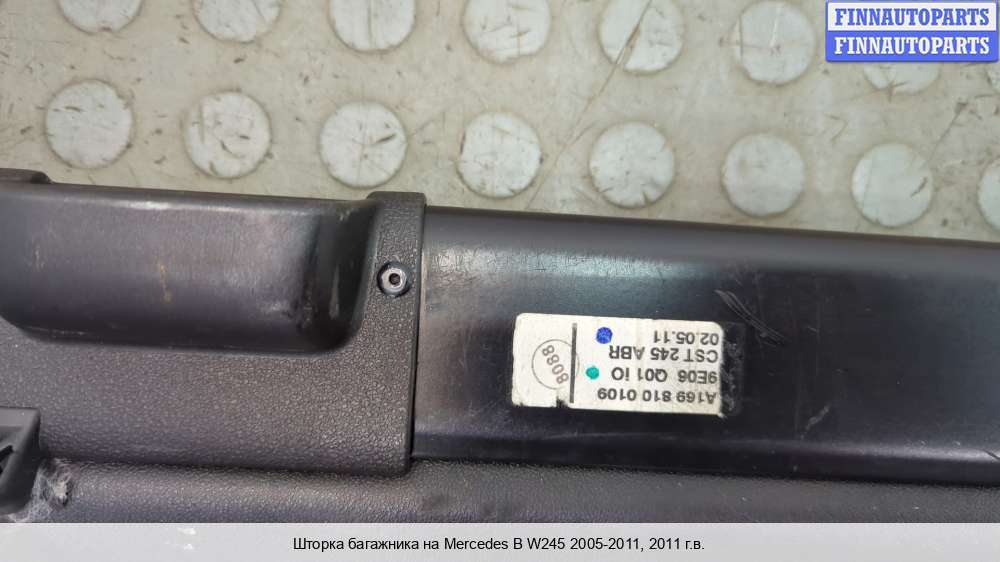 FINNAUTOPARTS
FINNAUTOPARTS
A169 810 0109
9E06 Q01 iO
CST 245 ABR
02.05.11
8088
Шторка багажника на Mercedes B W245 2005-2011, 2011 г.в.